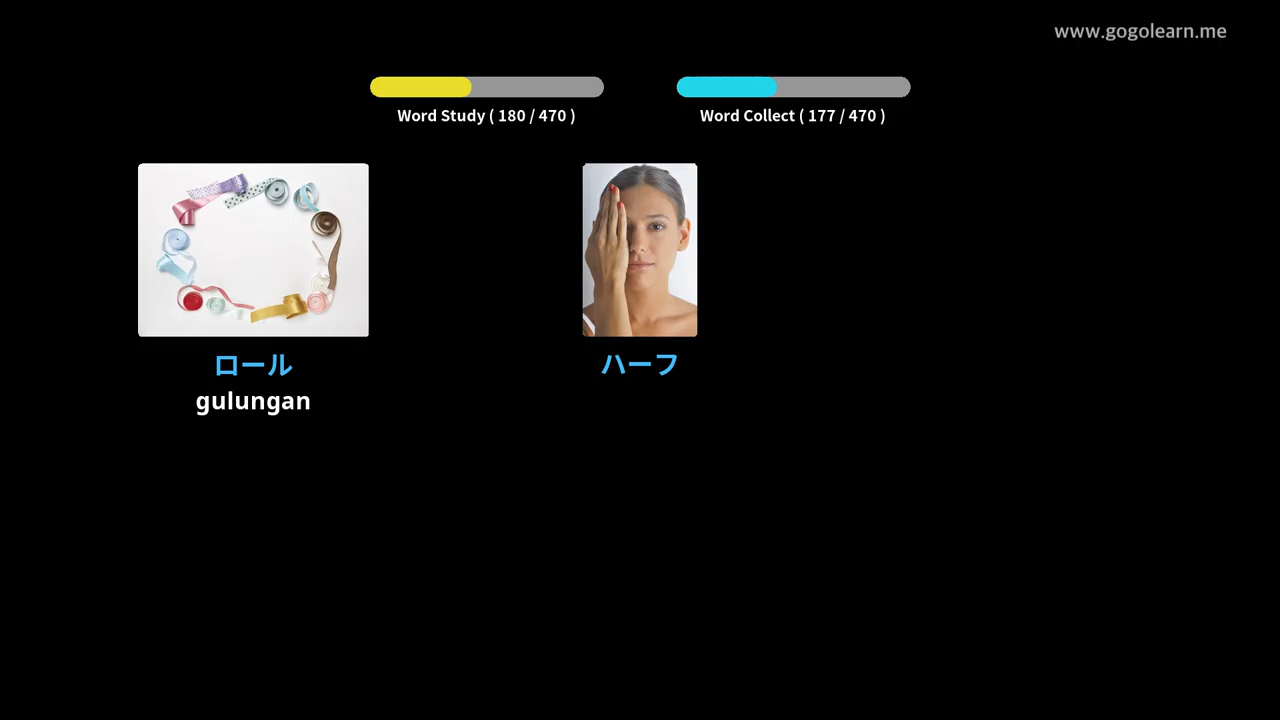 www.gogolearn.me
Word Study ( 180 / 470 )
Word Collect ( 177 / 470 )
ロール
gulungan
ハーフ